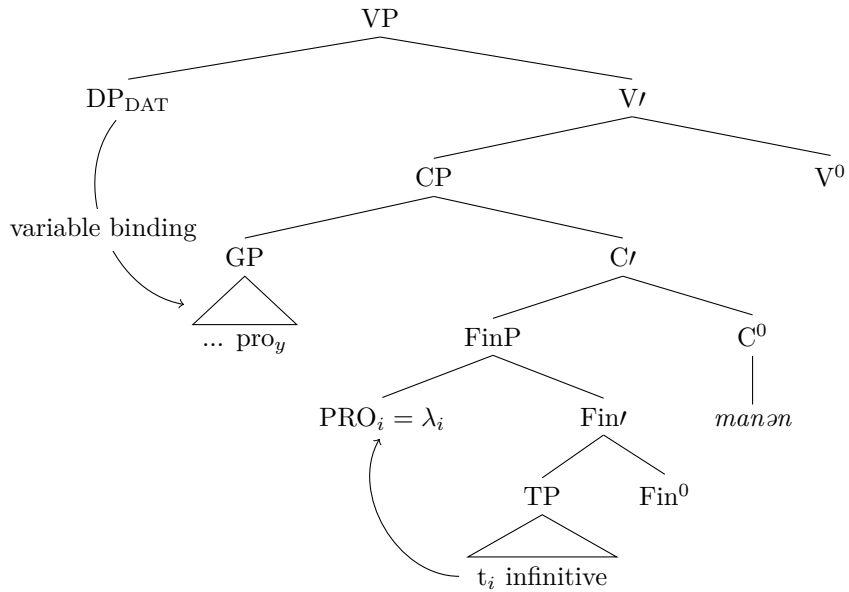 VP
DP_DAT V′
CP V⁰
variable binding
GP C′
... pro_y FinP C⁰
PRO_i = λ_i Fin′ manən
TP Fin⁰
t_i infinitive